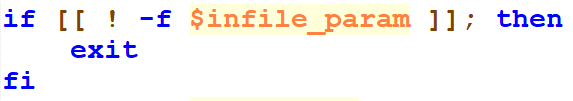 if [[ ! -f $infile_param ]]; then
exit
fi